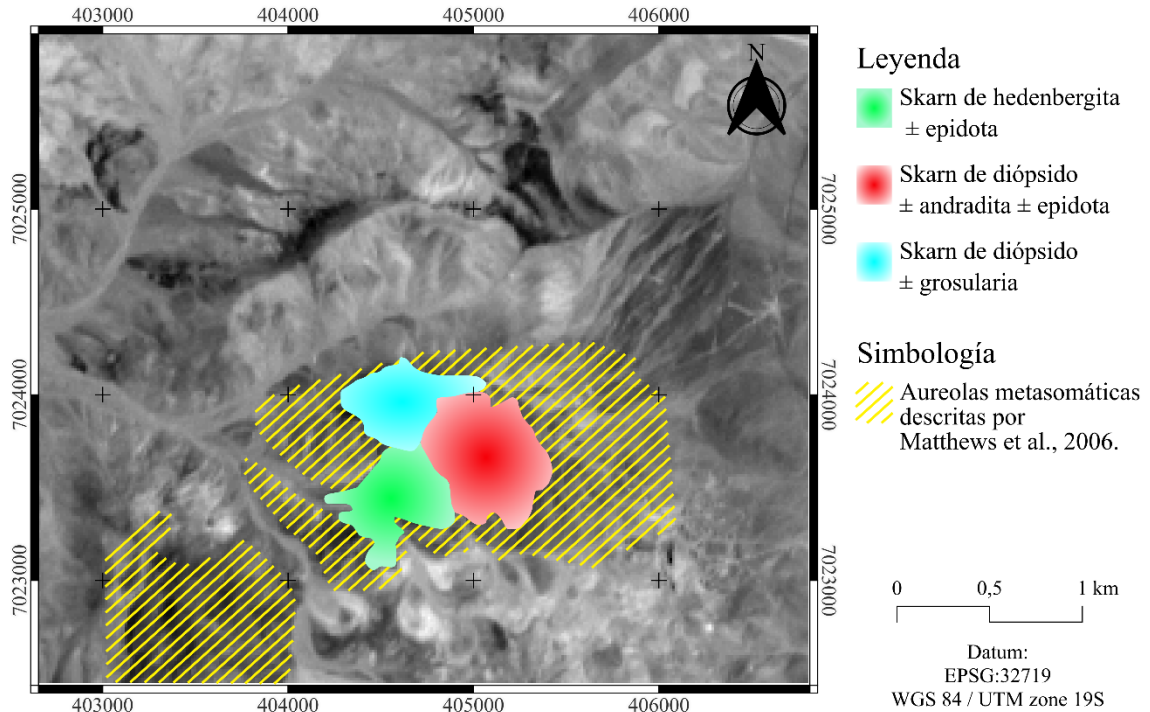 403000 404000 405000 406000
7025000
7024000
7023000
N
7025000
7024000
7023000
403000 404000 405000 406000
Leyenda
Skarn de hedenbergita
± epidota
Skarn de diópsido
± andradita ± epidota
Skarn de diópsido
± grosularia
Simbología
Aureolas metasomáticas
descritas por
Matthews et al., 2006.
0 0,5 1 km
Datum:
EPSG:32719
WGS 84 / UTM zone 19S